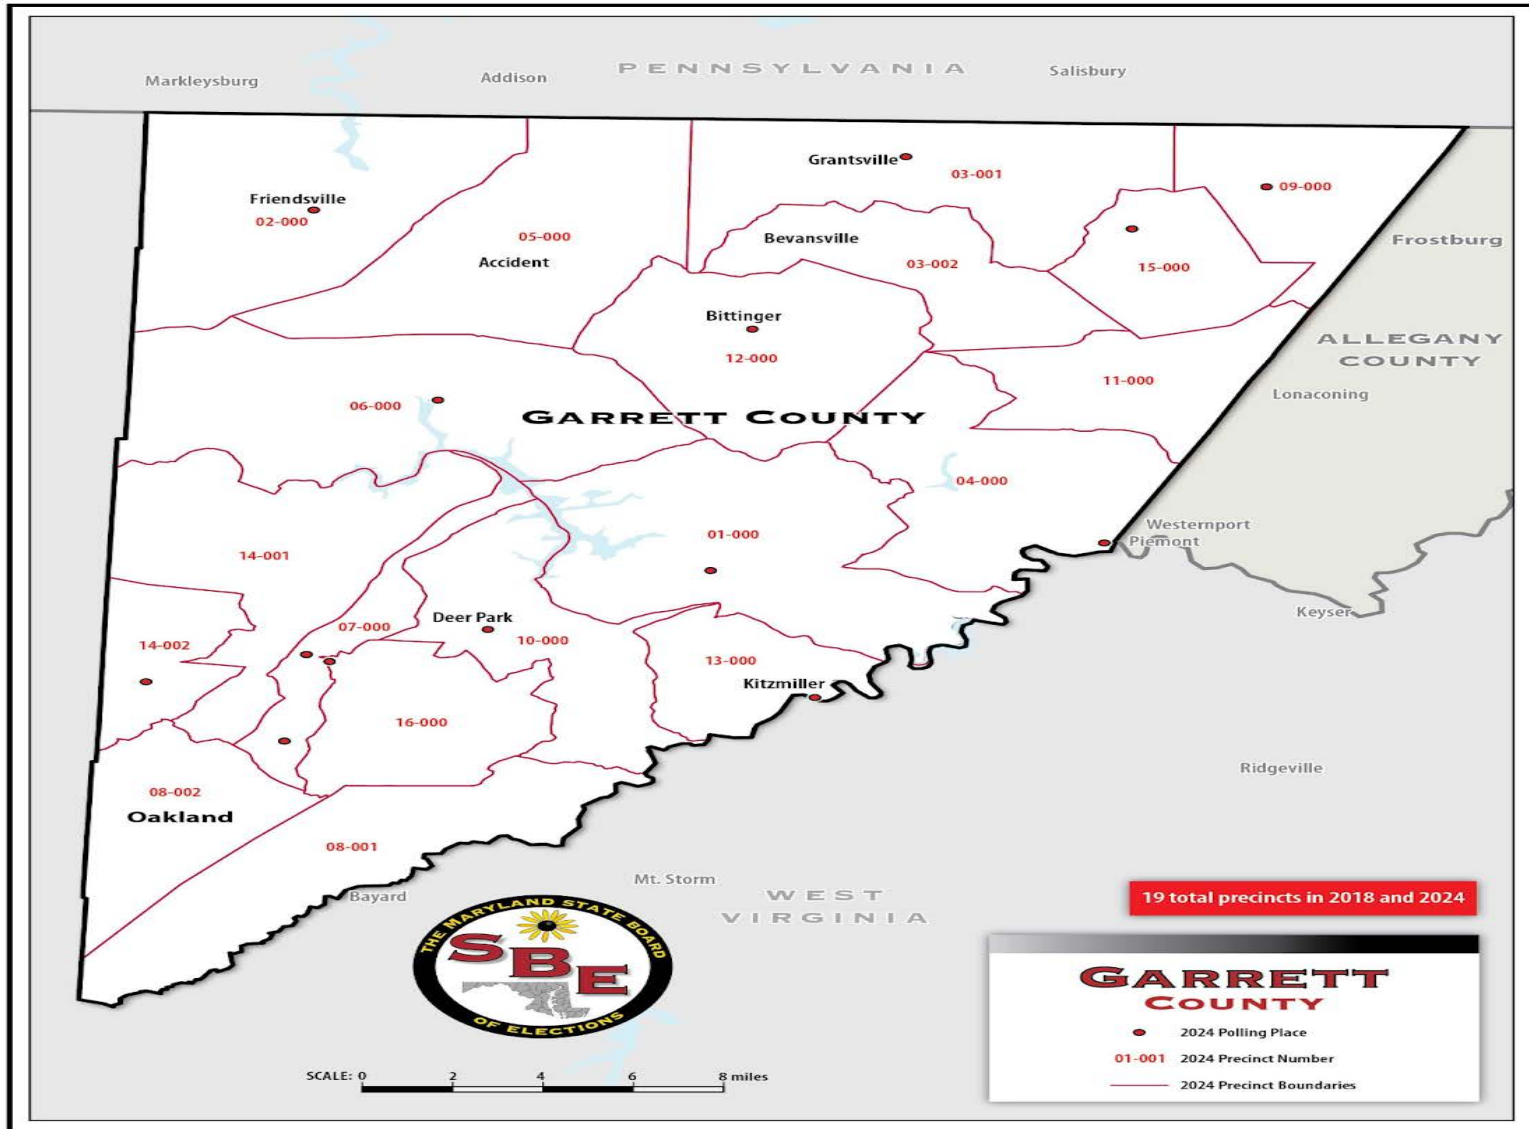 PENNSYLVANIA
Markleysburg
Addison
Salisbury
Grantsville
03-001
09-000
Friendsville
02-000
05-000
Accident
Bevansville
03-002
15-000
Frostburg
Bittinger
12-000
ALLEGANY
COUNTY
11-000
Lonaconing
06-000
GARRETT COUNTY
04-000
01-000
Westernport
Piemont
14-001
Keyser
07-000
Deer Park
10-000
14-002
13-000
Kitzmiller
16-000
Ridgeville
08-002
Oakland
08-001
Bayard
Mt. Storm
WEST
VIRGINIA
THE MARYLAND STATE BOARD
SBE
OF ELECTIONS
19 total precincts in 2018 and 2024
GARRETT
COUNTY
2024 Polling Place
01-001 2024 Precinct Number
2024 Precinct Boundaries
SCALE: 0 2 4 6 8 miles